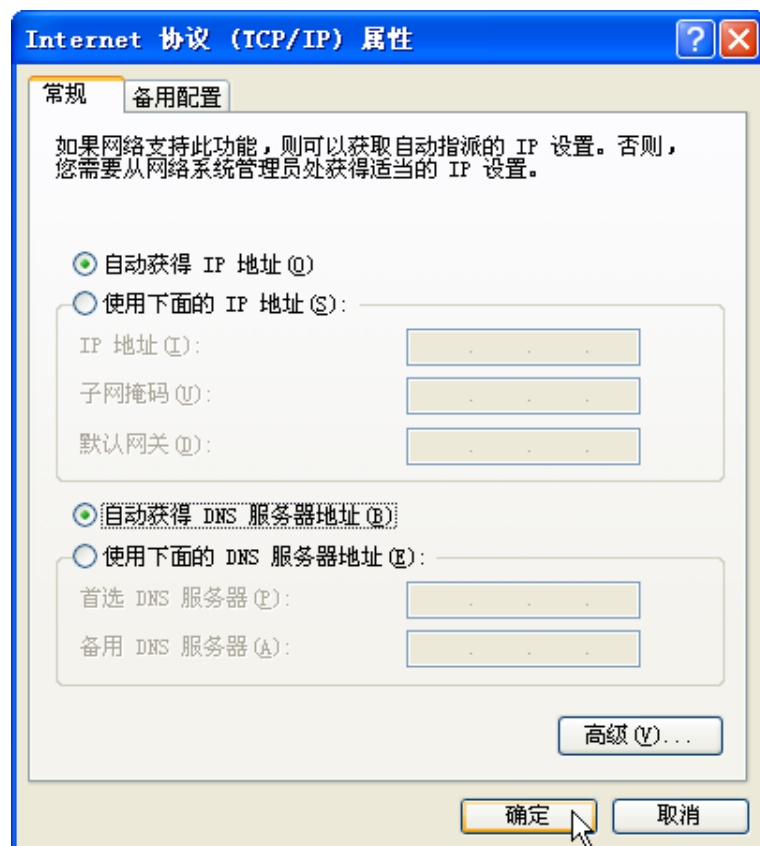 Internet 协议 (TCP/IP) 属性
常规
备用配置
如果网络支持此功能,则可以获取自动指派的 IP 设置。否则,
您需要从网络系统管理员处获得适当的 IP 设置。
自动获得 IP 地址(O)
使用下面的 IP 地址(S):
IP 地址(I):
子网掩码(U):
默认网关(D):
自动获得 DNS 服务器地址(B)
使用下面的 DNS 服务器地址(E):
首选 DNS 服务器(P):
备用 DNS 服务器(A):
高级(V)...
确定
取消